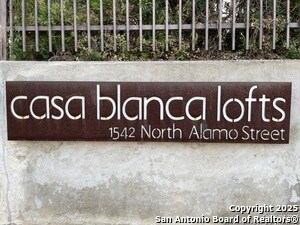 casa blanca lofts
1542 North Alamo Street
Copyright 2025
San Antonio Board of Realtors®